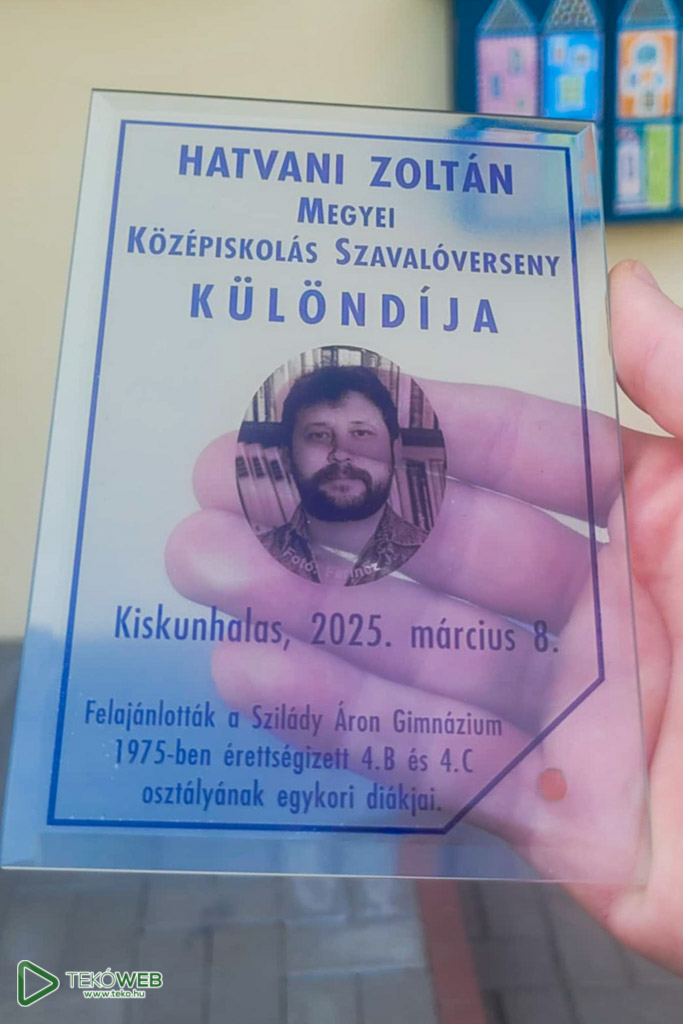 HATVANI ZOLTÁN
MEGYEI
KÖZÉPISKOLÁS SZAVALÓVERSENY
KÜLÖNDÍJA
Kiskunhalas, 2025. március 8.
Felajánlották a Szilády Áron Gimnázium
1975-ben érettségizett 4.B és 4.C
osztályának egykori diákjai.
TEKÓWEB
www.teko.hu